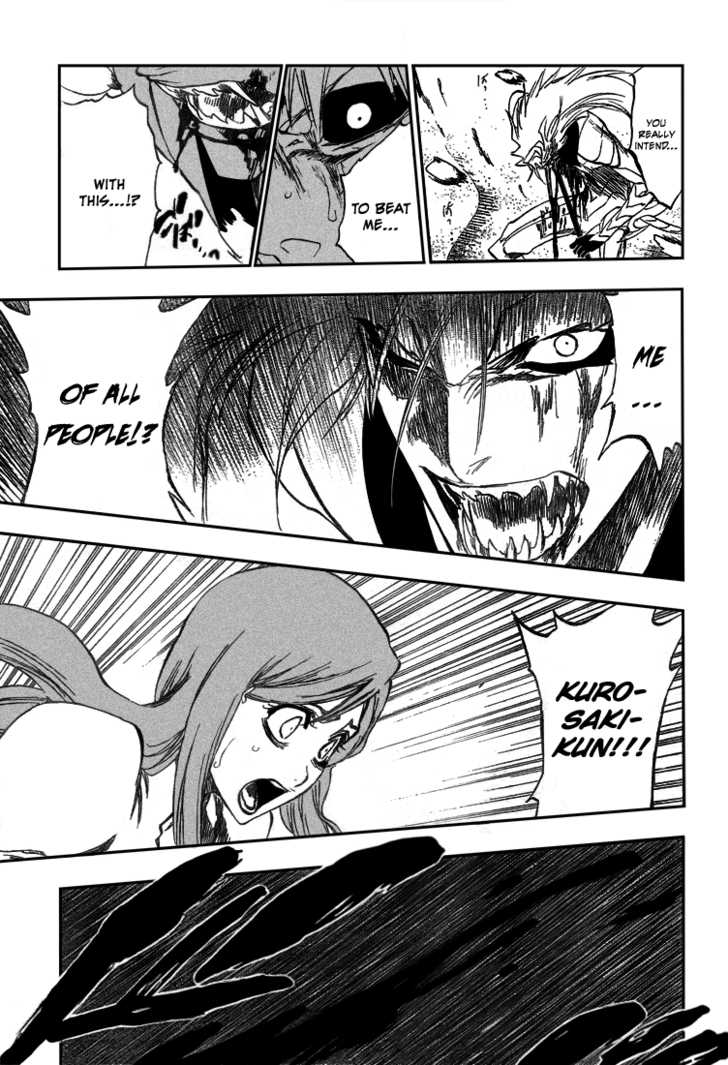 YOU
REALLY
INTEND...
TO BEAT
ME...
WITH
THIS...!?
ME
...
OF ALL
PEOPLE!?
KURO-
SAKI-
KUN!!!